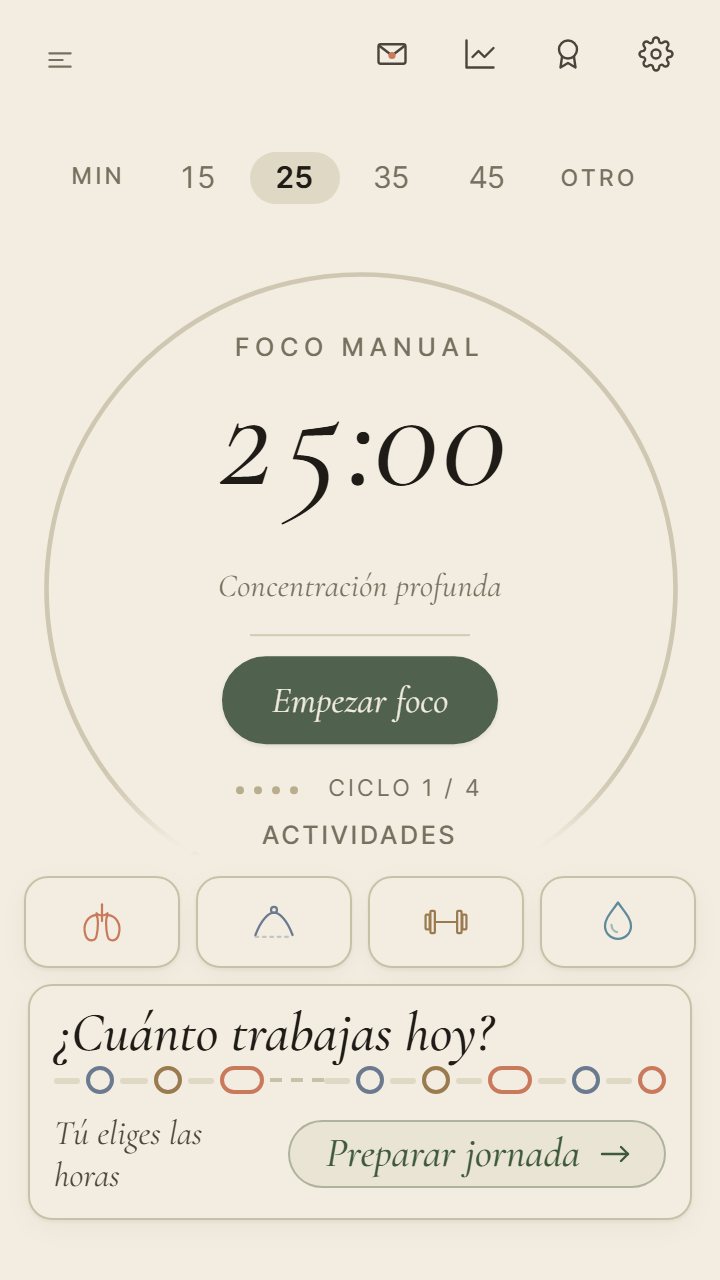 MIN 15 25 35 45 OTRO
FOCO MANUAL
25:00
Concentración profunda
Empezar foco
CICLO 1 / 4
ACTIVIDADES
¿Cuánto trabajas hoy?
Tú eliges las
horas
Preparar jornada →